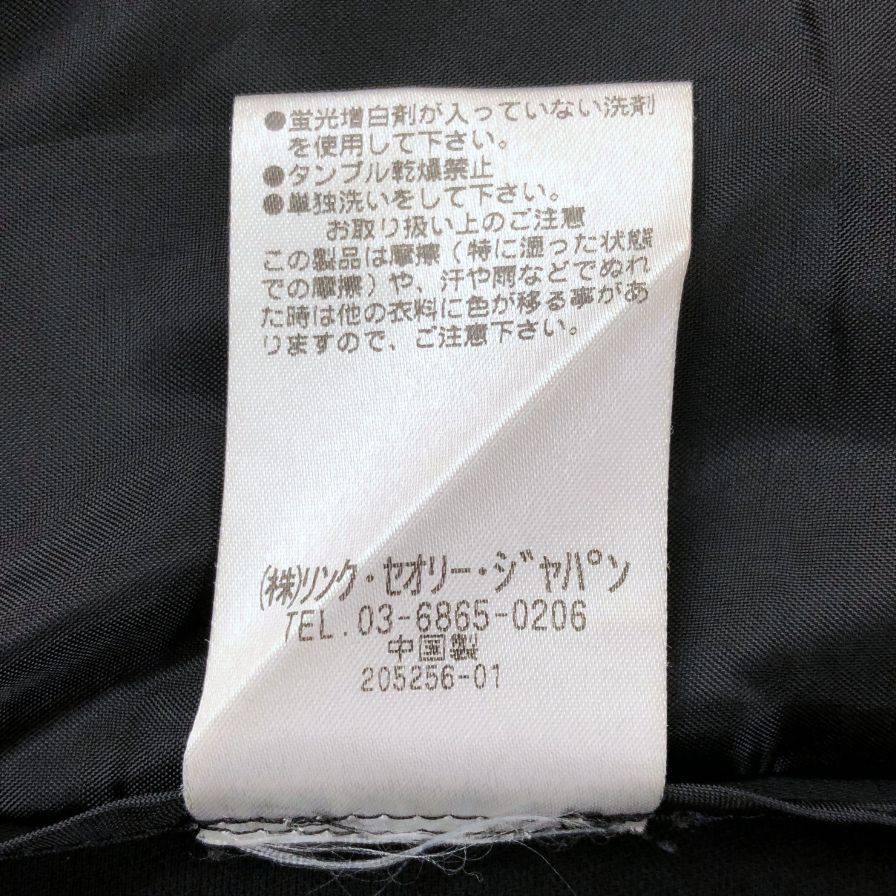 ●蛍光増白剤が入っていない洗剤
を使用して下さい。
●タンブル乾燥禁止
●単独洗いをして下さい。
お取り扱い上のご注意
この製品は摩擦(特に湿った状態
での摩擦)や、汗や雨などでぬれ
た時は他の衣料に色が移る事があ
りますので、ご注意下さい。
(株)リンク・セオリー・ジャパン
TEL.03-6865-0206
中国製
205256-01